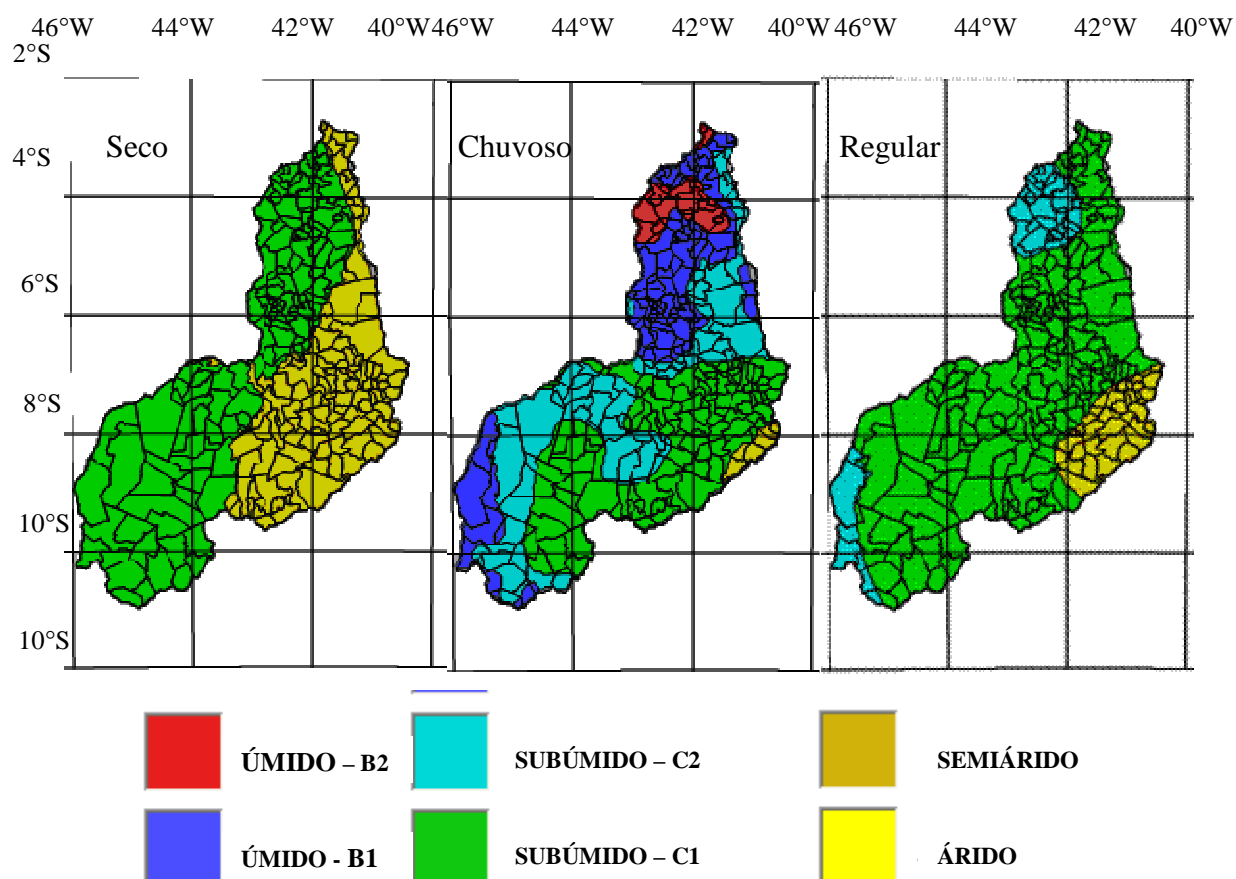 46°W 44°W 42°W 40°W 46°W 44°W 42°W 46°W 44°W 42°W 40°W
2°S
Seco Chuvoso Regular
4°S
6°S
8°S
10°S
10°S
ÚMIDO – B2 SUBÚMIDO – C2 SEMIÁRIDO
ÚMIDO - B1 SUBÚMIDO – C1 ÁRIDO